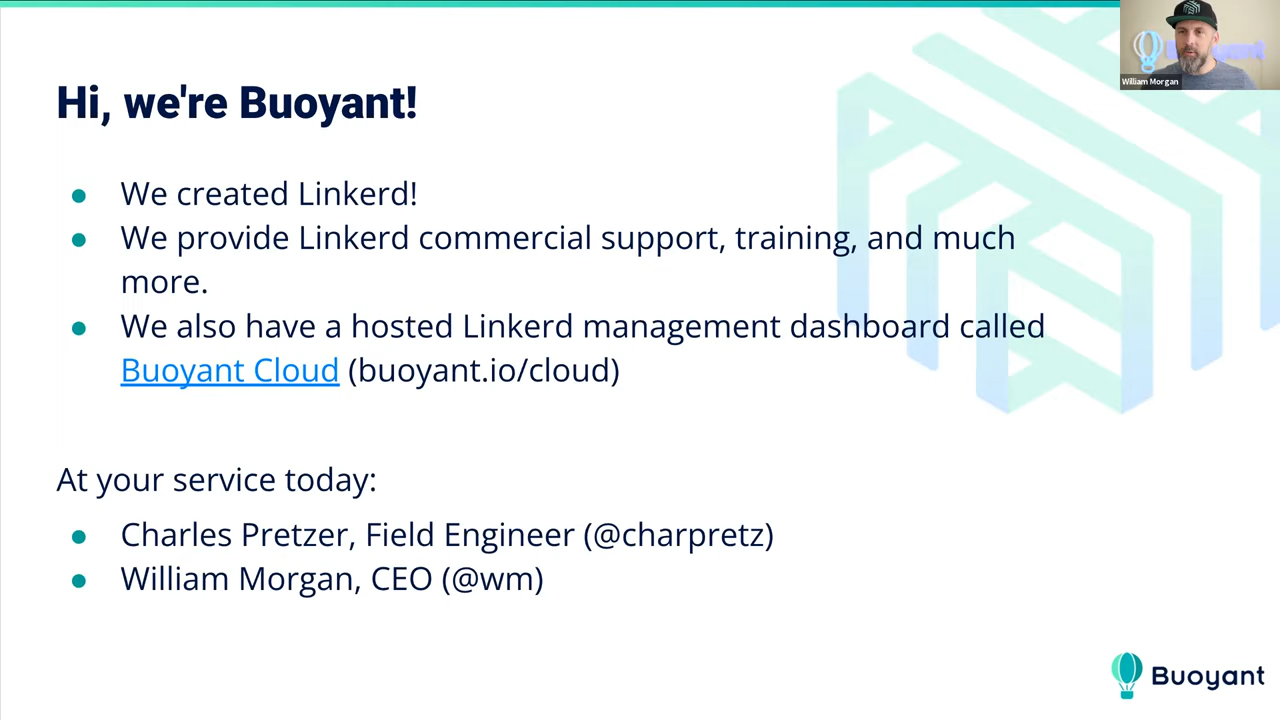 William Morgan
Hi, we're Buoyant!
● We created Linkerd!
● We provide Linkerd commercial support, training, and much
more.
● We also have a hosted Linkerd management dashboard called
Buoyant Cloud (buoyant.io/cloud)
At your service today:
● Charles Pretzer, Field Engineer (@charpretz)
● William Morgan, CEO (@wm)
Buoyant